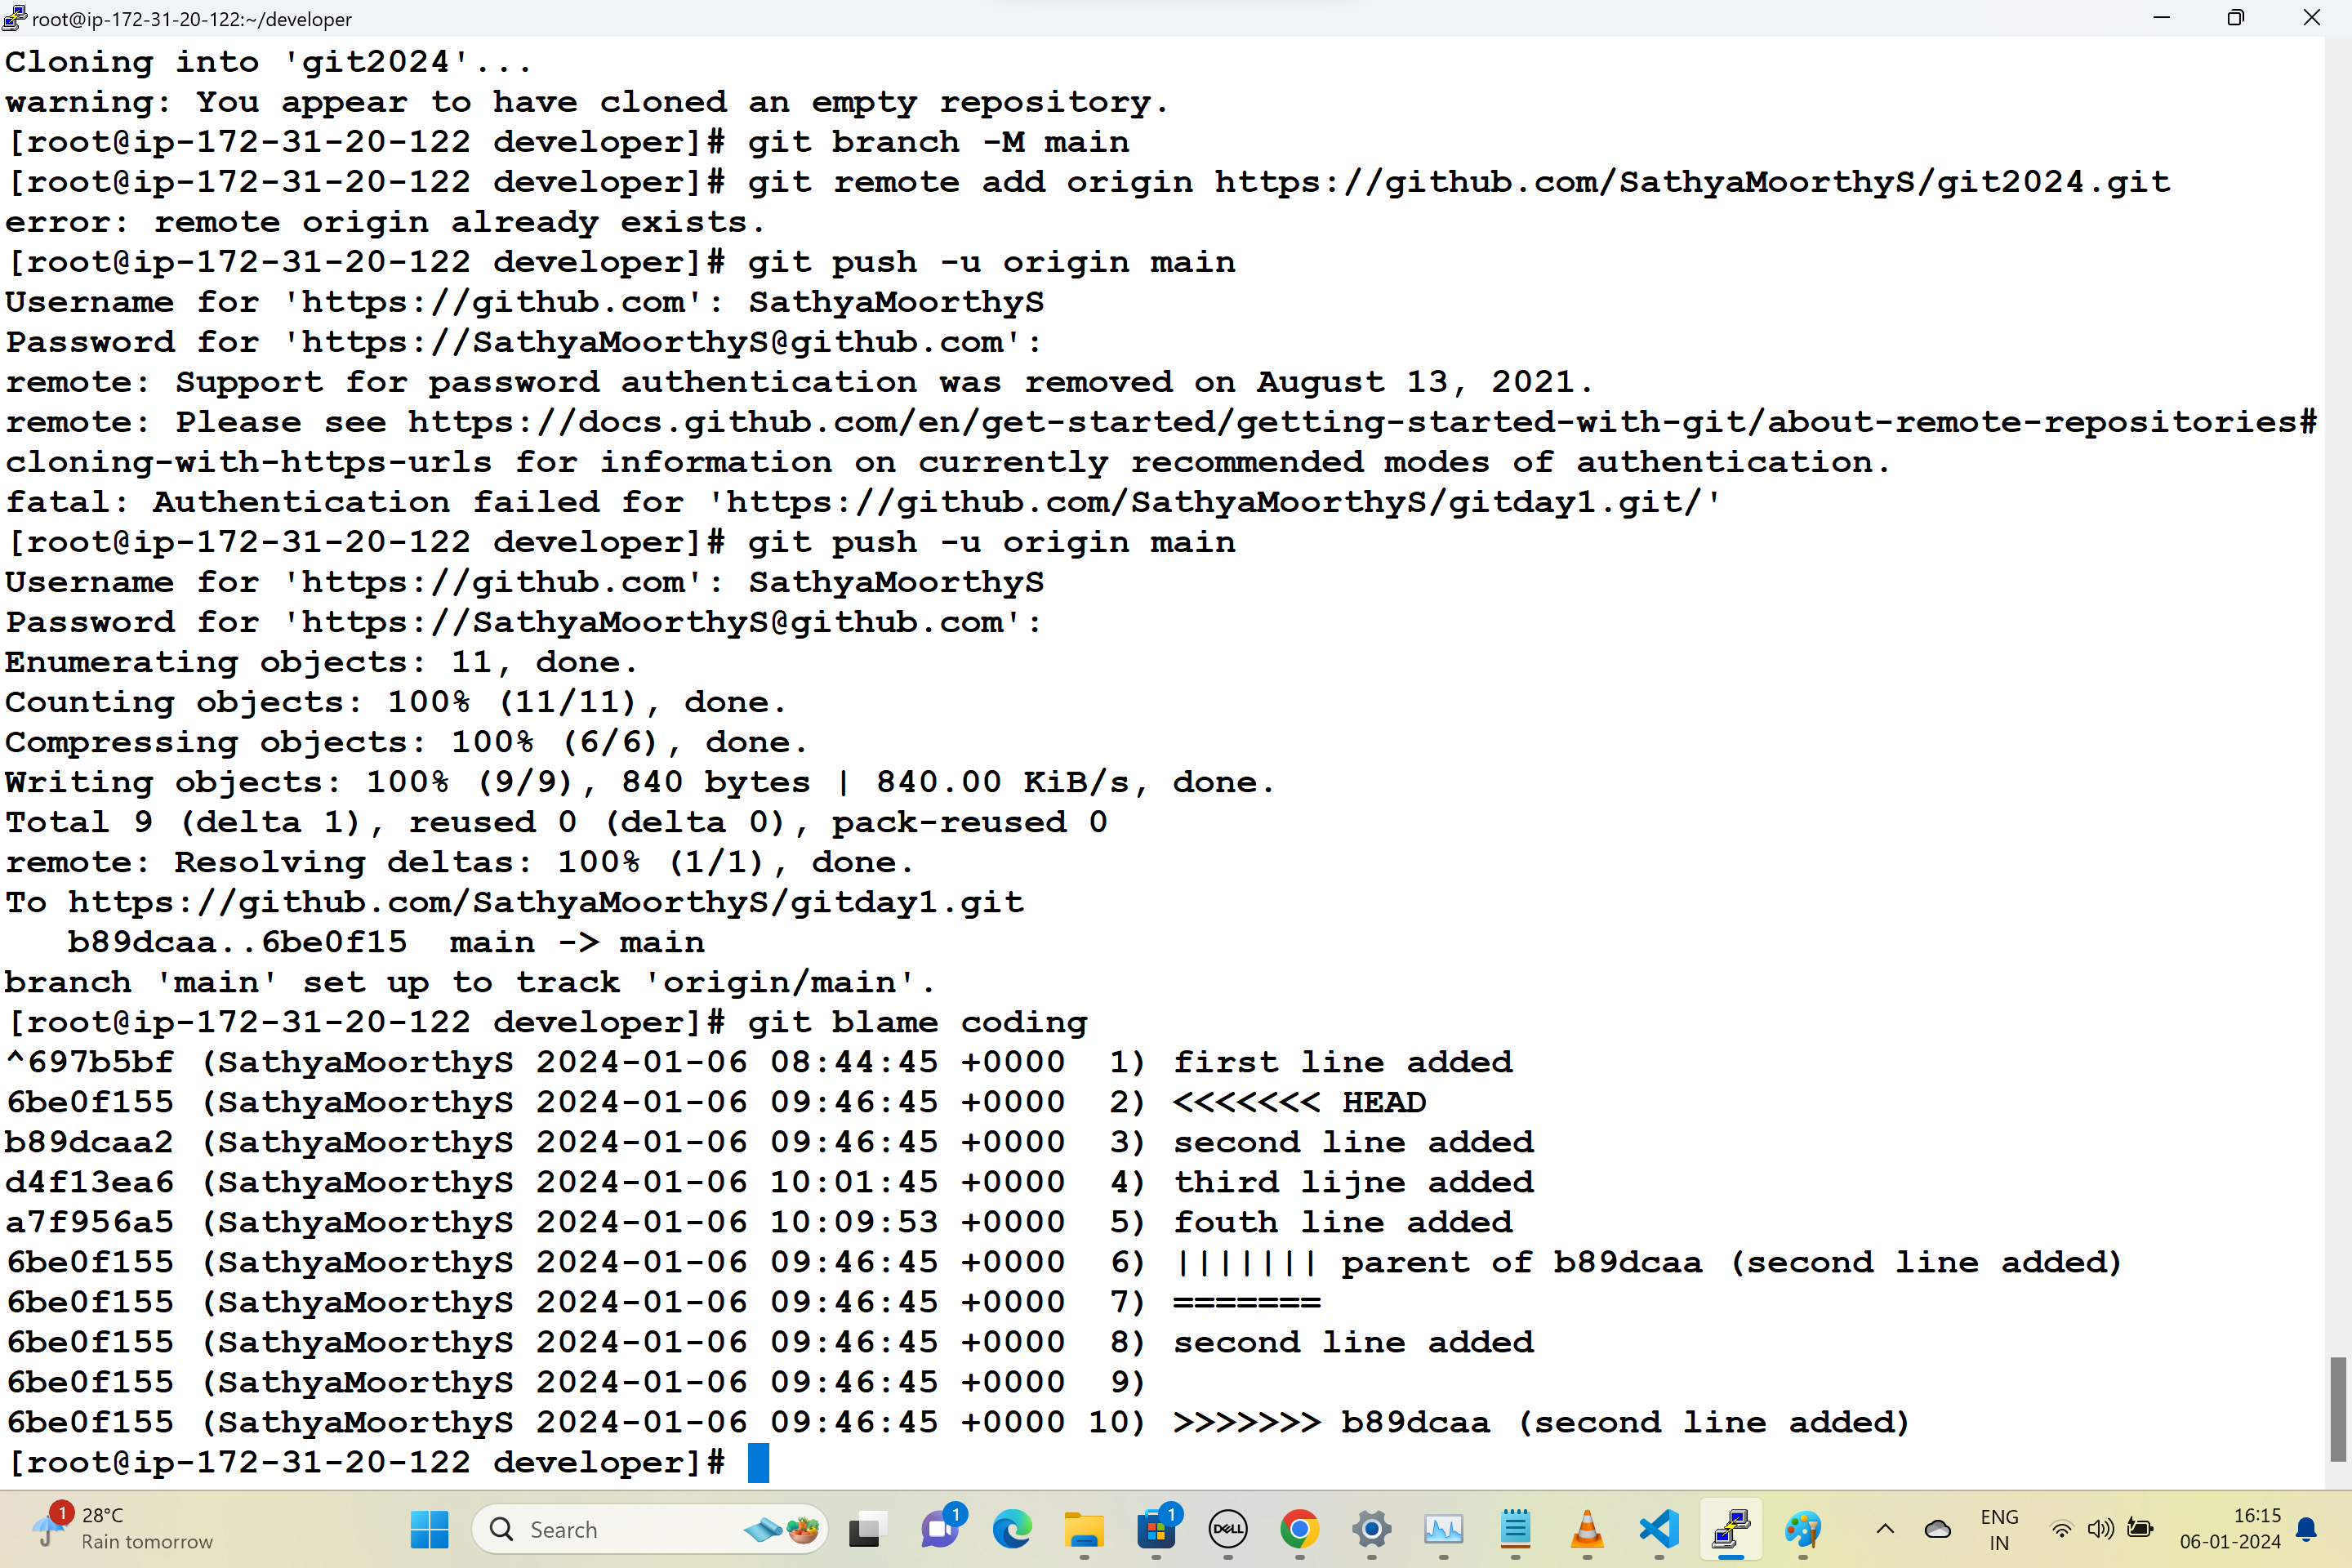 root@ip-172-31-20-122:~/developer
Cloning into 'git2024'...
warning: You appear to have cloned an empty repository.
[root@ip-172-31-20-122 developer]# git branch -M main
[root@ip-172-31-20-122 developer]# git remote add origin https://github.com/SathyaMoorthyS/git2024.git
error: remote origin already exists.
[root@ip-172-31-20-122 developer]# git push -u origin main
Username for 'https://github.com': SathyaMoorthyS
Password for 'https://SathyaMoorthyS@github.com':
remote: Support for password authentication was removed on August 13, 2021.
remote: Please see https://docs.github.com/en/get-started/getting-started-with-git/about-remote-repositories#
cloning-with-https-urls for information on currently recommended modes of authentication.
fatal: Authentication failed for 'https://github.com/SathyaMoorthyS/gitday1.git/'
[root@ip-172-31-20-122 developer]# git push -u origin main
Username for 'https://github.com': SathyaMoorthyS
Password for 'https://SathyaMoorthyS@github.com':
Enumerating objects: 11, done.
Counting objects: 100% (11/11), done.
Compressing objects: 100% (6/6), done.
Writing objects: 100% (9/9), 840 bytes | 840.00 KiB/s, done.
Total 9 (delta 1), reused 0 (delta 0), pack-reused 0
remote: Resolving deltas: 100% (1/1), done.
To https://github.com/SathyaMoorthyS/gitday1.git
   b89dcaa..6be0f15  main -> main
branch 'main' set up to track 'origin/main'.
[root@ip-172-31-20-122 developer]# git blame coding
^697b5bf (SathyaMoorthyS 2024-01-06 08:44:45 +0000  1) first line added
6be0f155 (SathyaMoorthyS 2024-01-06 09:46:45 +0000  2) <<<<<<< HEAD
b89dcaa2 (SathyaMoorthyS 2024-01-06 09:46:45 +0000  3) second line added
d4f13ea6 (SathyaMoorthyS 2024-01-06 10:01:45 +0000  4) third lijne added
a7f956a5 (SathyaMoorthyS 2024-01-06 10:09:53 +0000  5) fouth line added
6be0f155 (SathyaMoorthyS 2024-01-06 09:46:45 +0000  6) ||||||| parent of b89dcaa (second line added)
6be0f155 (SathyaMoorthyS 2024-01-06 09:46:45 +0000  7) =======
6be0f155 (SathyaMoorthyS 2024-01-06 09:46:45 +0000  8) second line added
6be0f155 (SathyaMoorthyS 2024-01-06 09:46:45 +0000  9)
6be0f155 (SathyaMoorthyS 2024-01-06 09:46:45 +0000 10) >>>>>>> b89dcaa (second line added)
[root@ip-172-31-20-122 developer]#
1
28°C
Rain tomorrow
Search
1
1
DELL
ENG
IN
16:15
06-01-2024